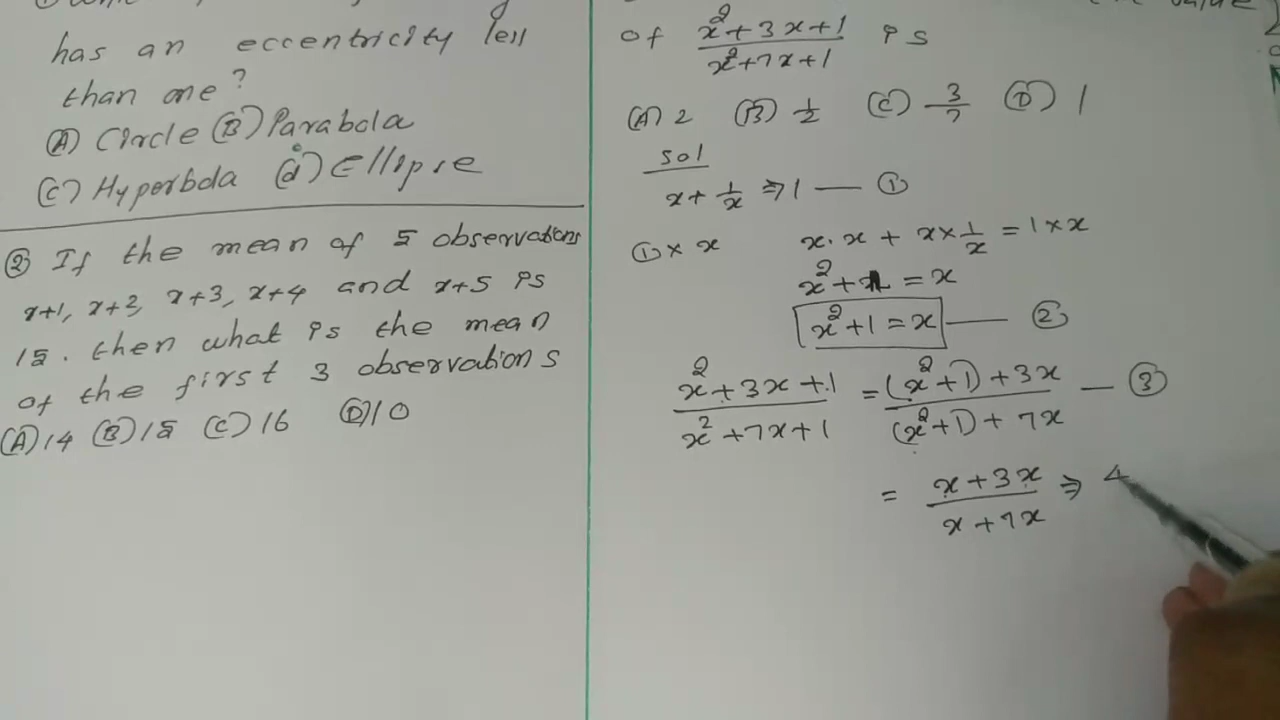 has an eccentricity less
than one?
(A) Circle (B) Parabola
(C) Hyperbola (d) Ellipse
② If the mean of 5 observations
x+1, x+2, x+3, x+4 and x+5 is
15. then what is the mean
of the first 3 observations
(A) 14 (B) 15 (C) 16 (D) 10
value
of x²+3x+1/x²+7x+1 is
(A) 2 (B) 1/2 (C) 3/7 (D) 1
sol
x + 1/x ⇒ 1 — ①
① × x x·x + x×1/x = 1×x
x² + 1 = x
x²+1 = x — ②
x²+3x+1/x²+7x+1 = (x²+1)+3x/(x²+1)+7x — ③
= x+3x/x+7x ⇒ 4